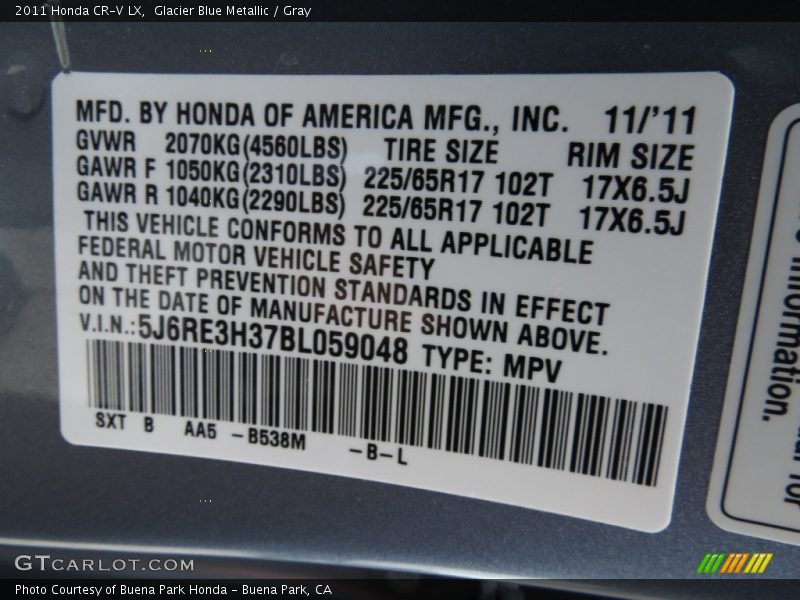 2011 Honda CR-V LX, Glacier Blue Metallic / Gray
MFD. BY HONDA OF AMERICA MFG., INC. 11/'11
GVWR 2070KG(4560LBS) TIRE SIZE RIM SIZE
GAWR F 1050KG(2310LBS) 225/65R17 102T 17X6.5J
GAWR R 1040KG(2290LBS) 225/65R17 102T 17X6.5J
THIS VEHICLE CONFORMS TO ALL APPLICABLE
FEDERAL MOTOR VEHICLE SAFETY
AND THEFT PREVENTION STANDARDS IN EFFECT
ON THE DATE OF MANUFACTURE SHOWN ABOVE.
V.I.N.:5J6RE3H37BL059048 TYPE: MPV
SXT B AA5 -B538M -B-L
information.
for
GTCARLOT.COM
Photo Courtesy of Buena Park Honda - Buena Park, CA